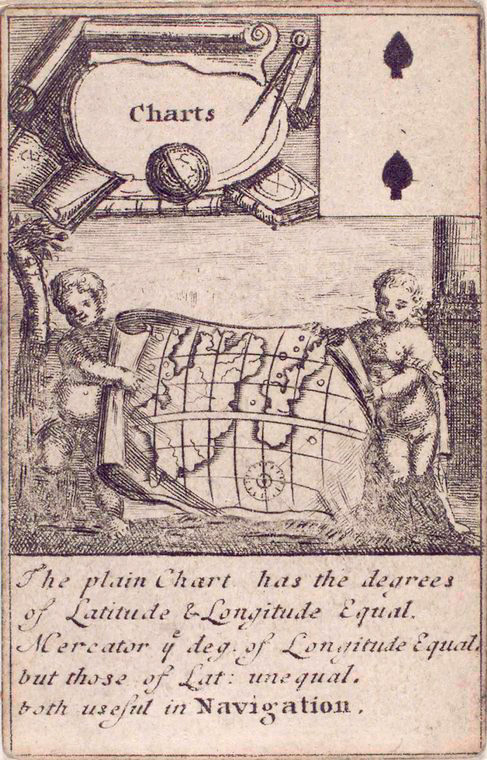 Charts
The plain Chart has the degrees
of Latitude & Longitude Equal.
Mercator yᵉ deg. of Longitude Equal,
but those of Lat: unequal.
both useful in Navigation.